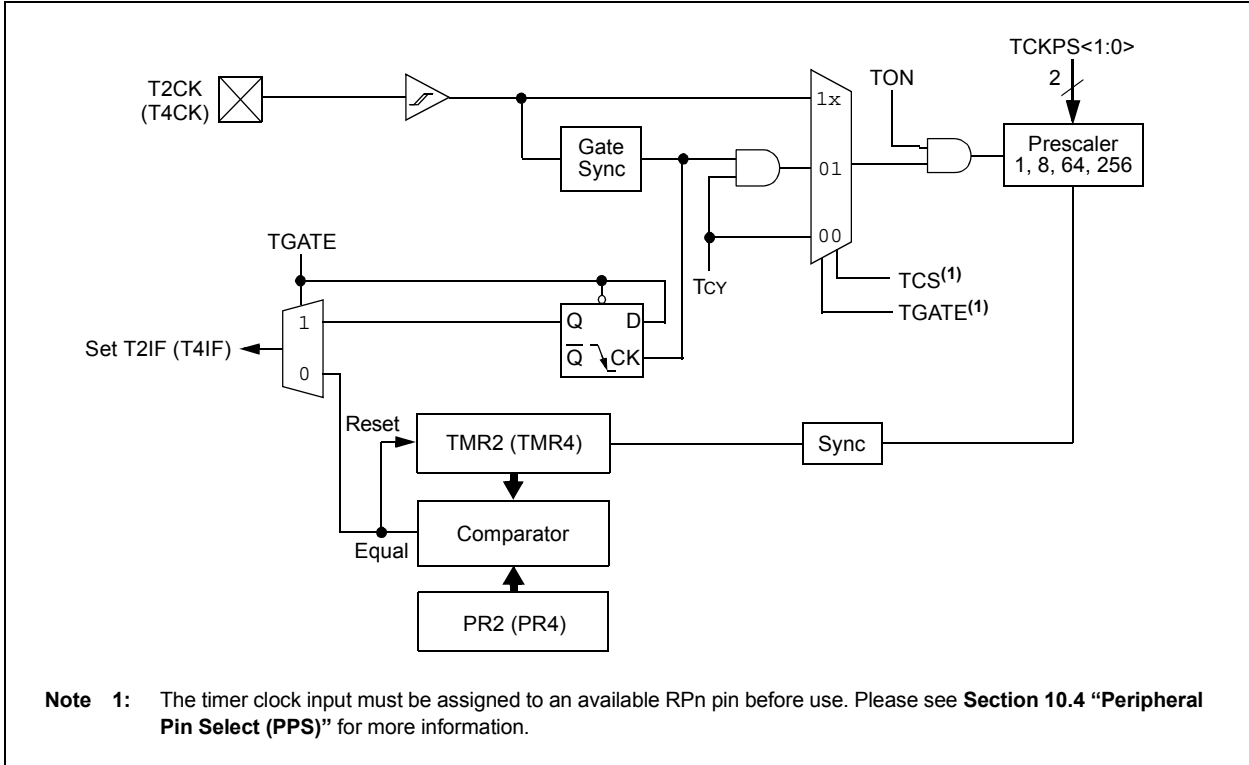 TCKPS<1:0>
2
T2CK
(T4CK)
TON
1x
Prescaler
1, 8, 64, 256
Gate
Sync
01
00
TGATE
TCY
TCS(1)
TGATE(1)
1
Q D
Q CK
Set T2IF (T4IF)
0
Reset
TMR2 (TMR4)
Sync
Comparator
Equal
PR2 (PR4)
Note 1: The timer clock input must be assigned to an available RPn pin before use. Please see Section 10.4 “Peripheral
Pin Select (PPS)” for more information.